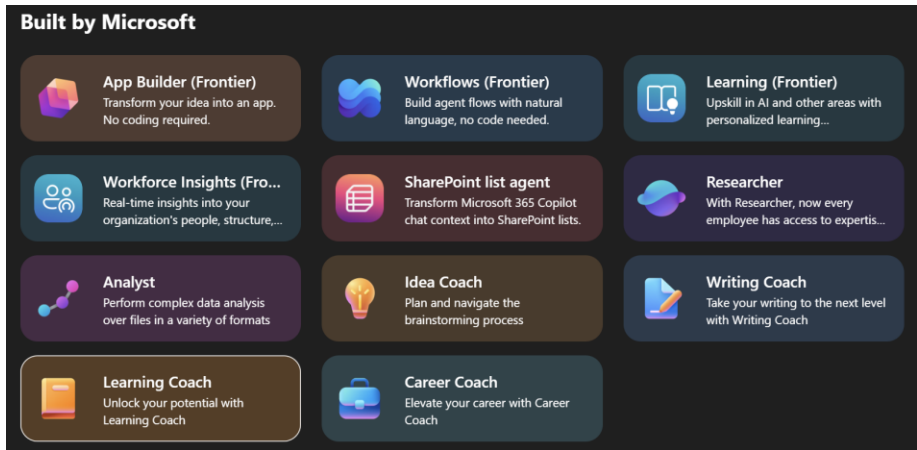 Built by Microsoft
App Builder (Frontier)
Transform your idea into an app.
No coding required.
Workflows (Frontier)
Build agent flows with natural
language, no code needed.
Learning (Frontier)
Upskill in AI and other areas with
personalized learning...
Workforce Insights (Fro...
Real-time insights into your
organization's people, structure,...
SharePoint list agent
Transform Microsoft 365 Copilot
chat context into SharePoint lists.
Researcher
With Researcher, now every
employee has access to expertis...
Analyst
Perform complex data analysis
over files in a variety of formats
Idea Coach
Plan and navigate the
brainstorming process
Writing Coach
Take your writing to the next level
with Writing Coach
Learning Coach
Unlock your potential with
Learning Coach
Career Coach
Elevate your career with Career
Coach